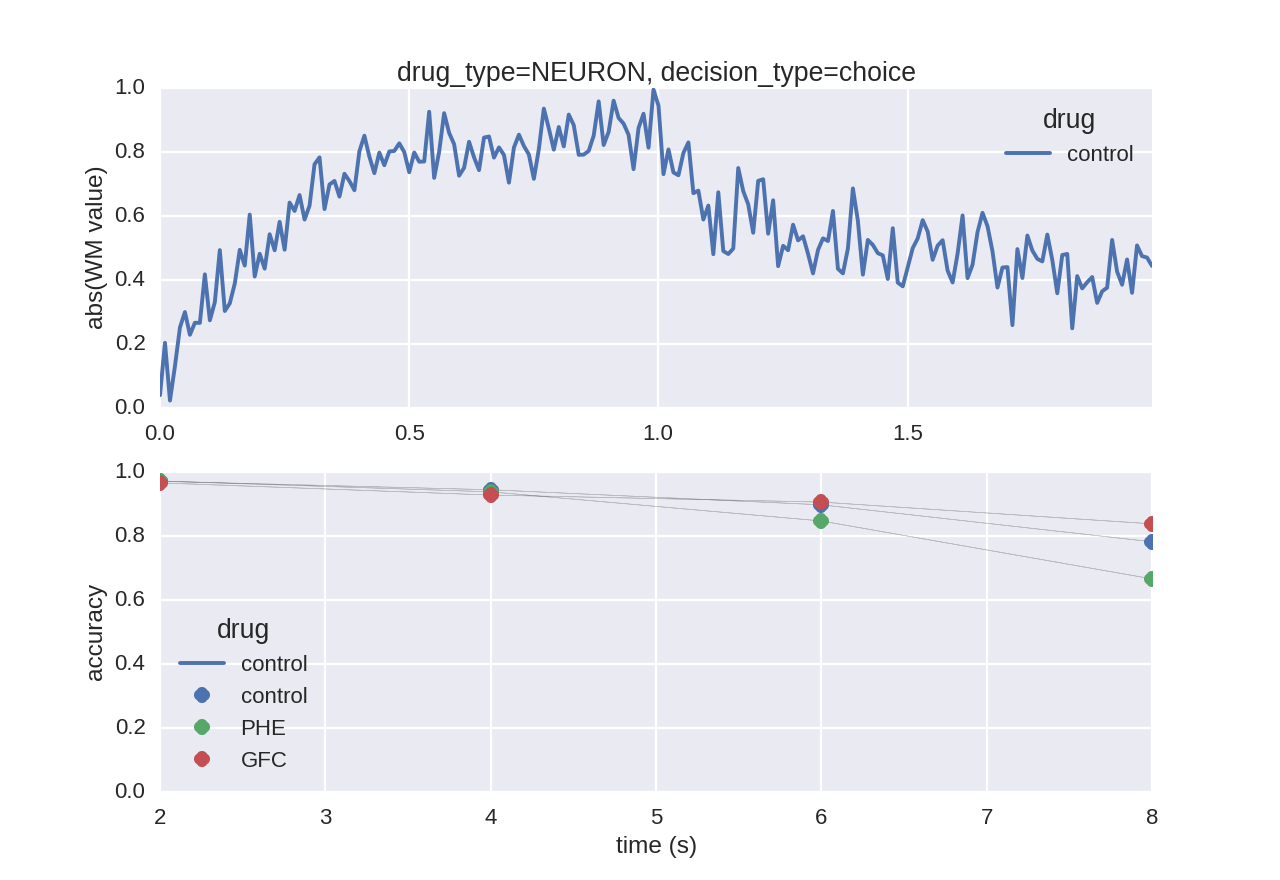 drug_type=NEURON, decision_type=choice
1.0
0.8
0.6
0.4
0.2
0.0
abs(WM value)
drug
control
0.0 0.5 1.0 1.5
1.0
0.8
0.6
0.4
0.2
0.0
accuracy
drug
control
control
PHE
GFC
2 3 4 5 6 7 8
time (s)